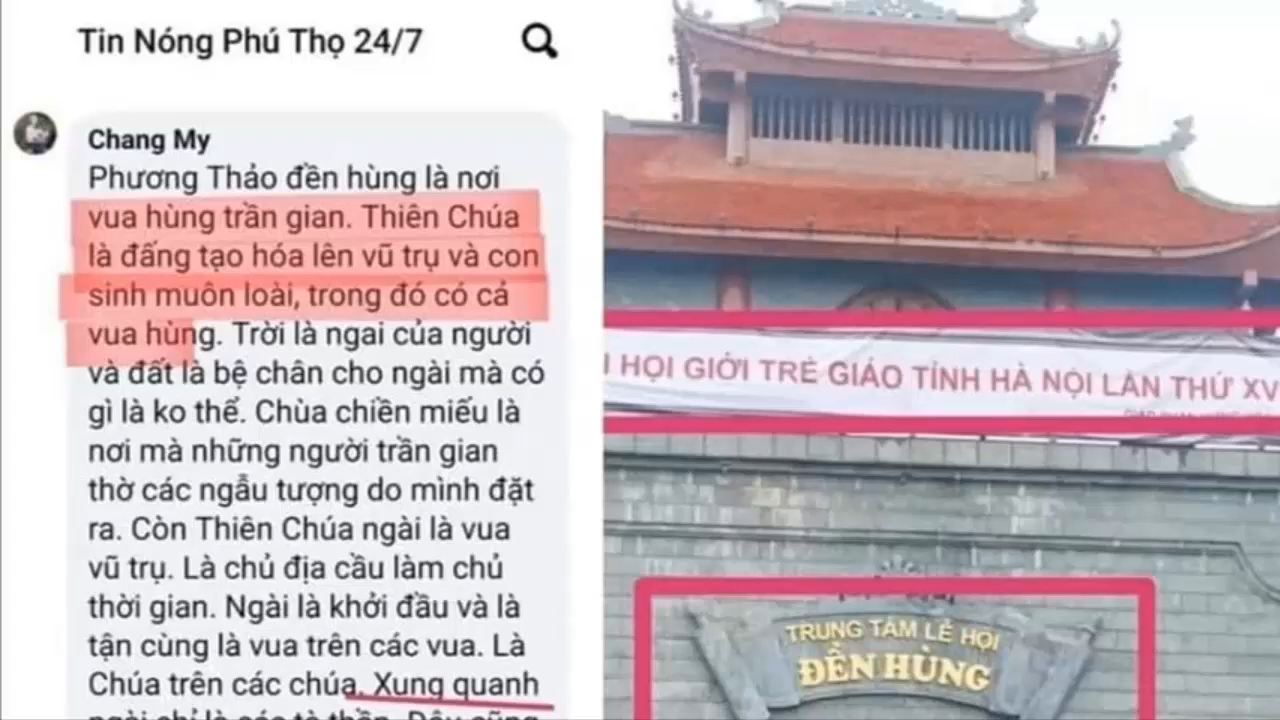 Tin Nóng Phú Thọ 24/7
Chang My
Phương Thảo đền hùng là nơi
vua hùng trần gian. Thiên Chúa
là đấng tạo hóa lên vũ trụ và con
sinh muôn loài, trong đó có cả
vua hùng. Trời là ngai của người
và đất là bệ chân cho ngài mà có
gì là ko thể. Chùa chiền miếu là
nơi mà những người trần gian
thờ các ngẫu tượng do mình đặt
ra. Còn Thiên Chúa ngài là vua
vũ trụ. Là chủ địa cầu làm chủ
thời gian. Ngài là khởi đầu và là
tận cùng là vua trên các vua. Là
Chúa trên các chúa. Xung quanh
I HỘI GIỚI TRẺ GIÁO TỈNH HÀ NỘI LẦN THỨ XV
TRUNG TÂM LỄ HỘI
ĐỀN HÙNG